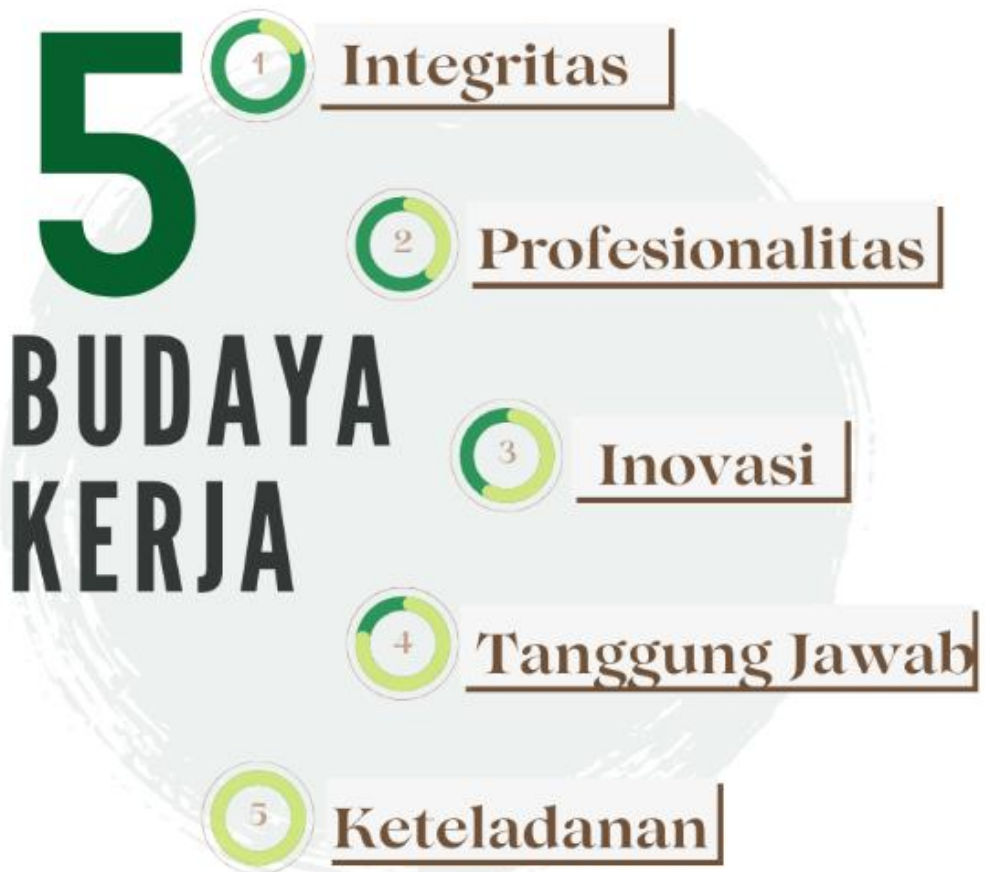 5
BUDAYA
KERJA
1
Integritas
2
Profesionalitas
3
Inovasi
4
Tanggung Jawab
5
Keteladanan